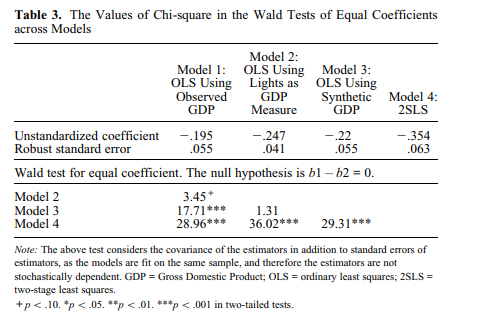 Table 3. The Values of Chi-square in the Wald Tests of Equal Coefficients
across Models
Model 2:
Model 1: OLS Using Model 3:
OLS Using Lights as OLS Using
Observed GDP Synthetic Model 4:
GDP Measure GDP 2SLS
Unstandardized coefficient −.195 −.247 −.22 −.354
Robust standard error .055 .041 .055 .063
Wald test for equal coefficient. The null hypothesis is b1 – b2 = 0.
Model 2 3.45+
Model 3 17.71*** 1.31
Model 4 28.96*** 36.02*** 29.31***
Note: The above test considers the covariance of the estimators in addition to standard errors of
estimators, as the models are fit on the same sample, and therefore the estimators are not
stochastically dependent. GDP = Gross Domestic Product; OLS = ordinary least squares; 2SLS =
two-stage least squares.
+p < .10. *p < .05. **p < .01. ***p < .001 in two-tailed tests.